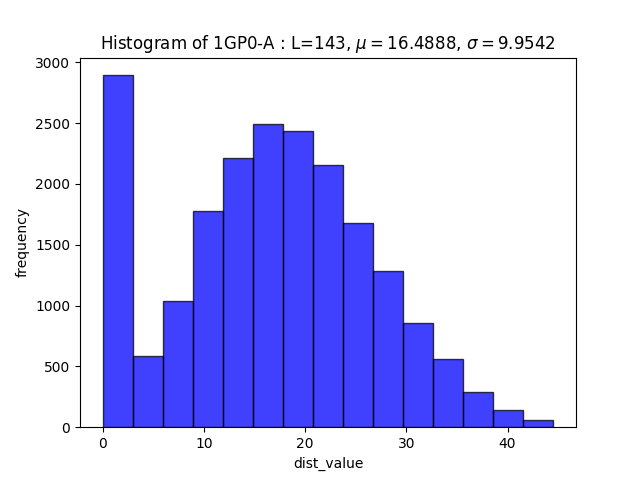 Histogram of 1GP0-A : L=143, μ = 16.4888, σ = 9.9542
3000
2500
2000
1500
1000
500
0
frequency
0 10 20 30 40
dist_value